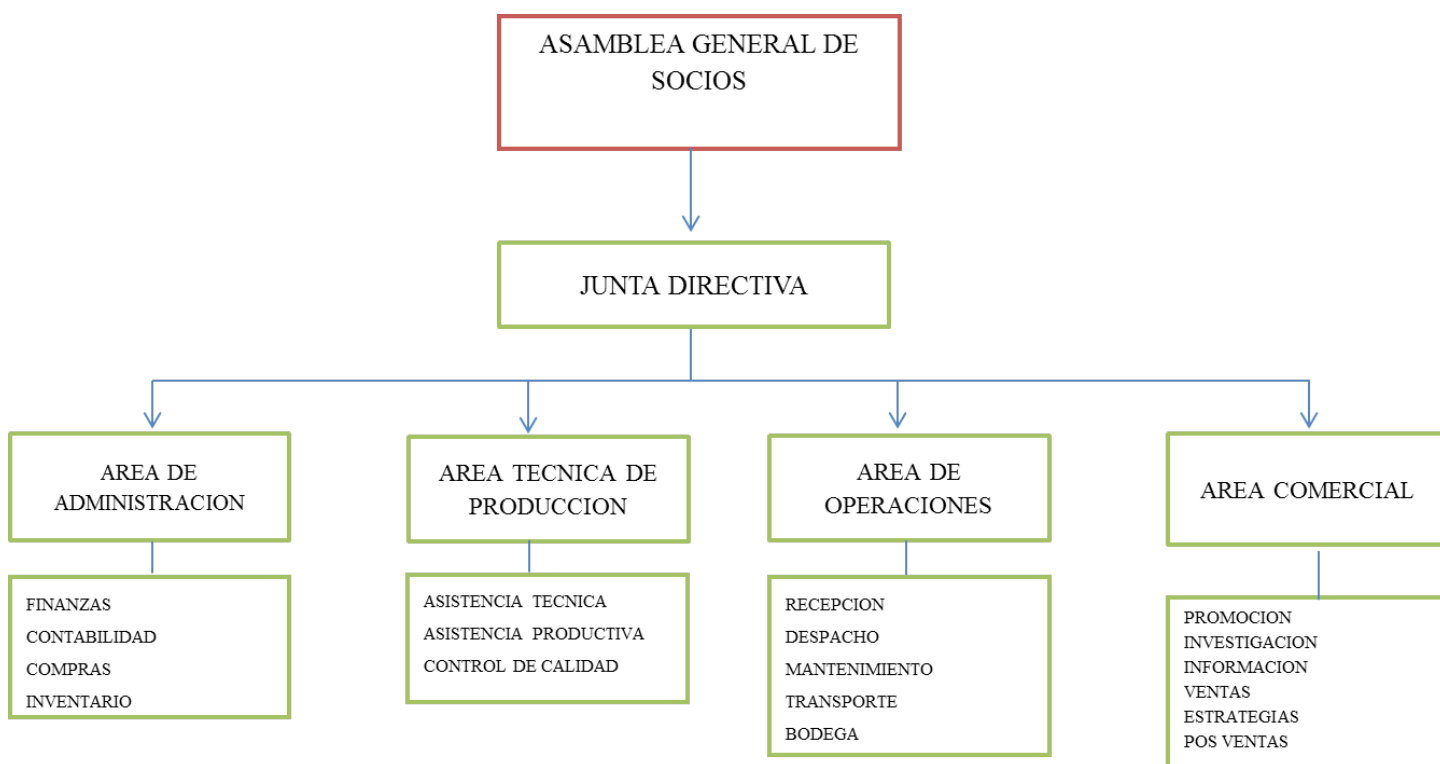 ASAMBLEA GENERAL DE
SOCIOS
JUNTA DIRECTIVA
AREA DE
ADMINISTRACION
AREA TECNICA DE
PRODUCCION
AREA DE
OPERACIONES
AREA COMERCIAL
FINANZAS
CONTABILIDAD
COMPRAS
INVENTARIO
ASISTENCIA TECNICA
ASISTENCIA PRODUCTIVA
CONTROL DE CALIDAD
RECEPCION
DESPACHO
MANTENIMIENTO
TRANSPORTE
BODEGA
PROMOCION
INVESTIGACION
INFORMACION
VENTAS
ESTRATEGIAS
POS VENTAS